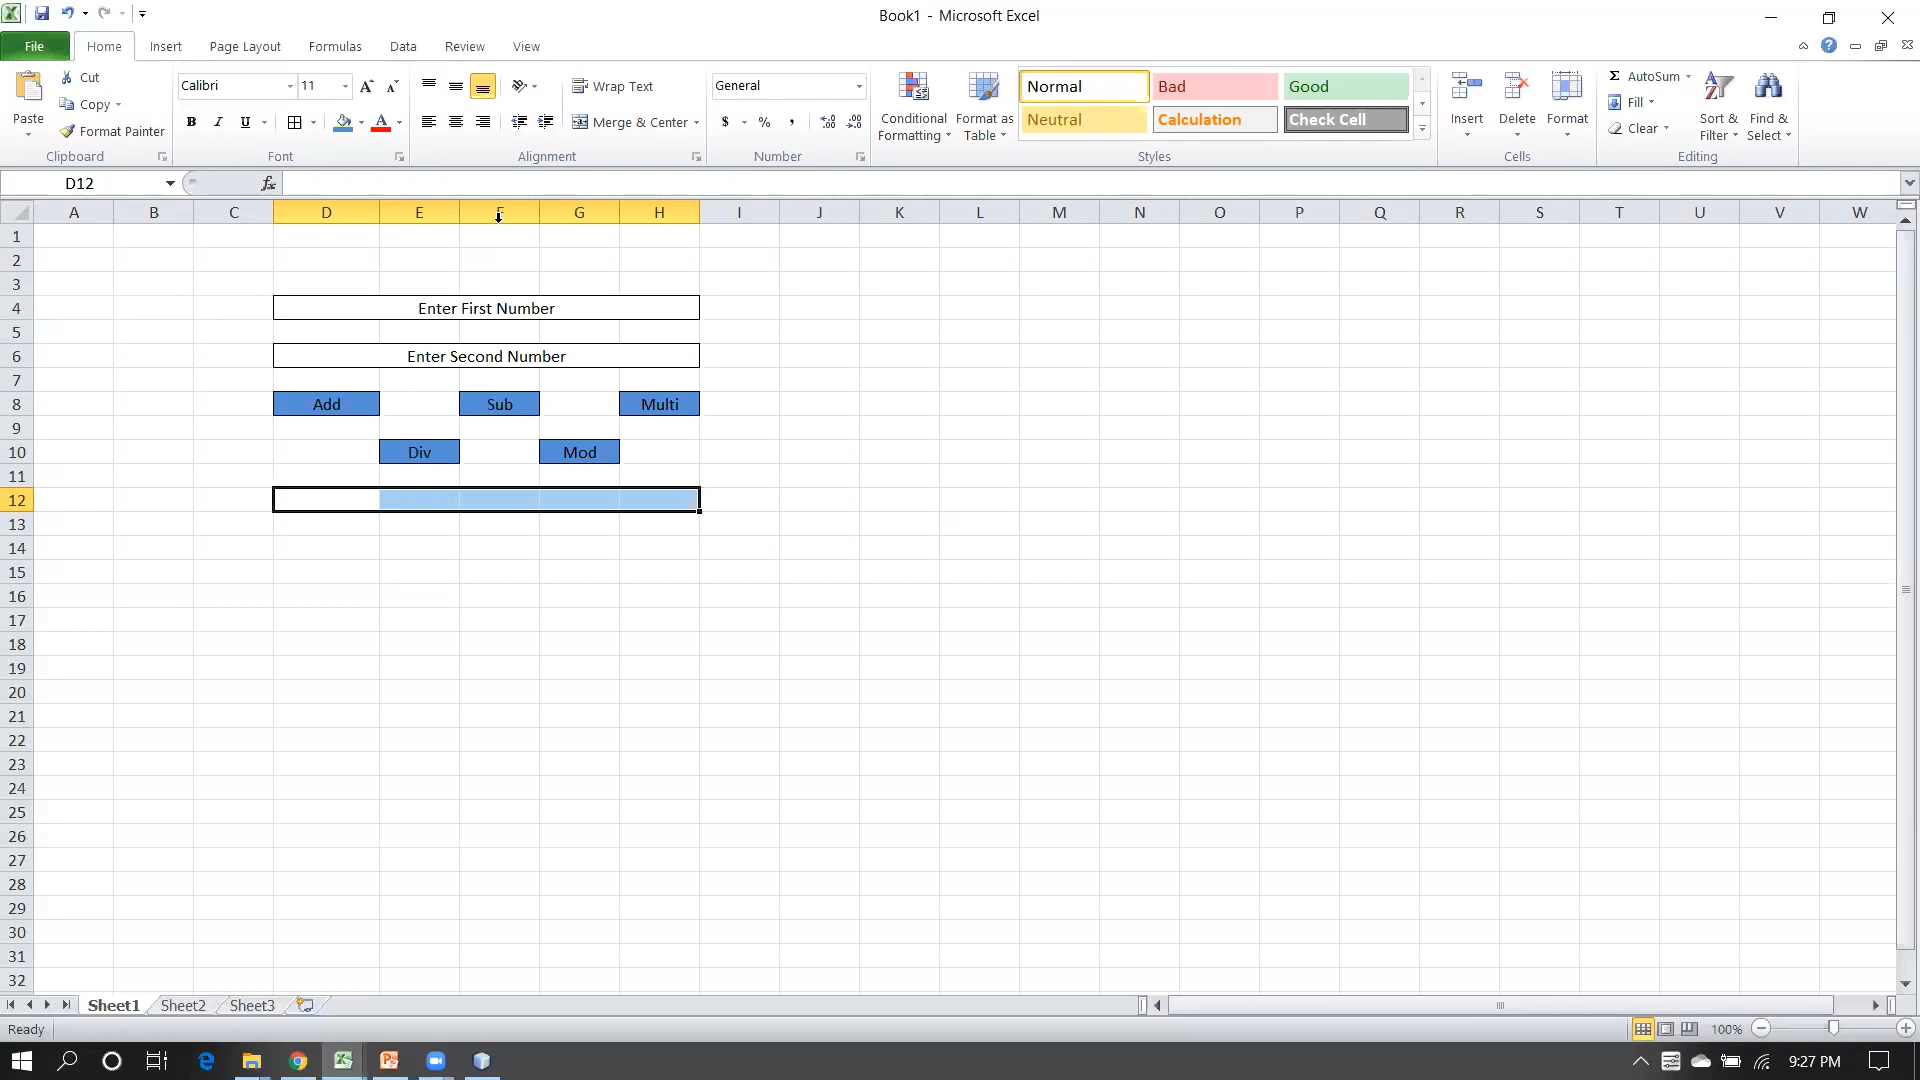 Book1 - Microsoft Excel
File Home Insert Page Layout Formulas Data Review View
Paste
Cut
Copy
Format Painter
Clipboard
Calibri 11
B I U
Font
Wrap Text
Merge & Center
Alignment
General
$ % ,
Number
Conditional Formatting
Format as Table
Normal Bad Good
Neutral Calculation Check Cell
Styles
Insert Delete Format
Cells
Σ AutoSum
Fill
Clear
Sort & Filter
Find & Select
Editing
D12 fx
A B C D E F G H I J K L M N O P Q R S T U V W
1
2
3
4 Enter First Number
5
6 Enter Second Number
7
8 Add Sub Multi
9
10 Div Mod
11
12
13
14
15
16
17
18
19
20
21
22
23
24
25
26
27
28
29
30
31
32
Sheet1 Sheet2 Sheet3
Ready 100%
9:27 PM